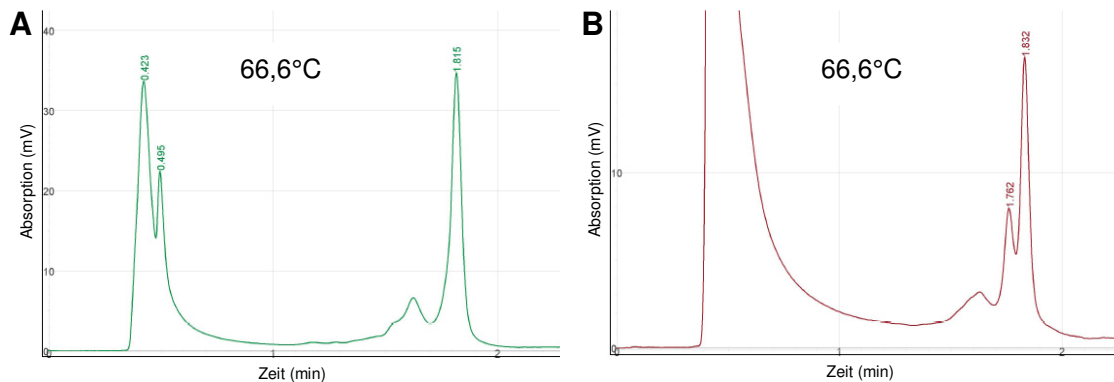 A
40
30
20
10
0
0.423
0.495
66,6°C
1.815
1
2
Absorption (mV)
Zeit (min)
B
10
0
66,6°C
1.762
1.832
0
1
2
Absorption (mV)
Zeit (min)